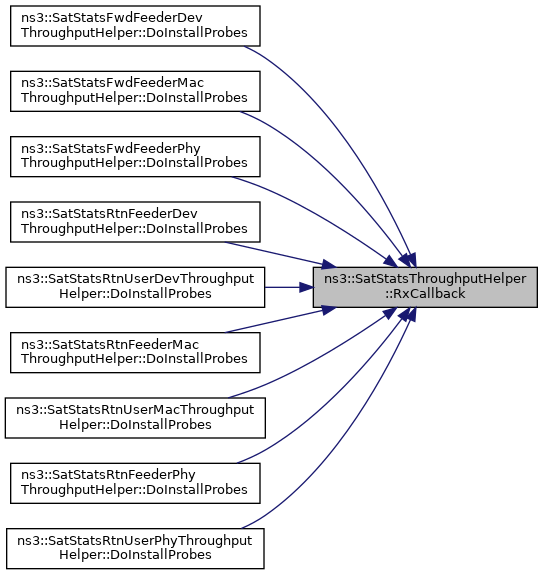 ns3::SatStatsFwdFeederDev
ThroughputHelper::DoInstallProbes
ns3::SatStatsFwdFeederMac
ThroughputHelper::DoInstallProbes
ns3::SatStatsFwdFeederPhy
ThroughputHelper::DoInstallProbes
ns3::SatStatsRtnFeederDev
ThroughputHelper::DoInstallProbes
ns3::SatStatsRtnUserDevThroughput
Helper::DoInstallProbes
ns3::SatStatsThroughputHelper
::RxCallback
ns3::SatStatsRtnFeederMac
ThroughputHelper::DoInstallProbes
ns3::SatStatsRtnUserMacThroughput
Helper::DoInstallProbes
ns3::SatStatsRtnFeederPhy
ThroughputHelper::DoInstallProbes
ns3::SatStatsRtnUserPhyThroughput
Helper::DoInstallProbes